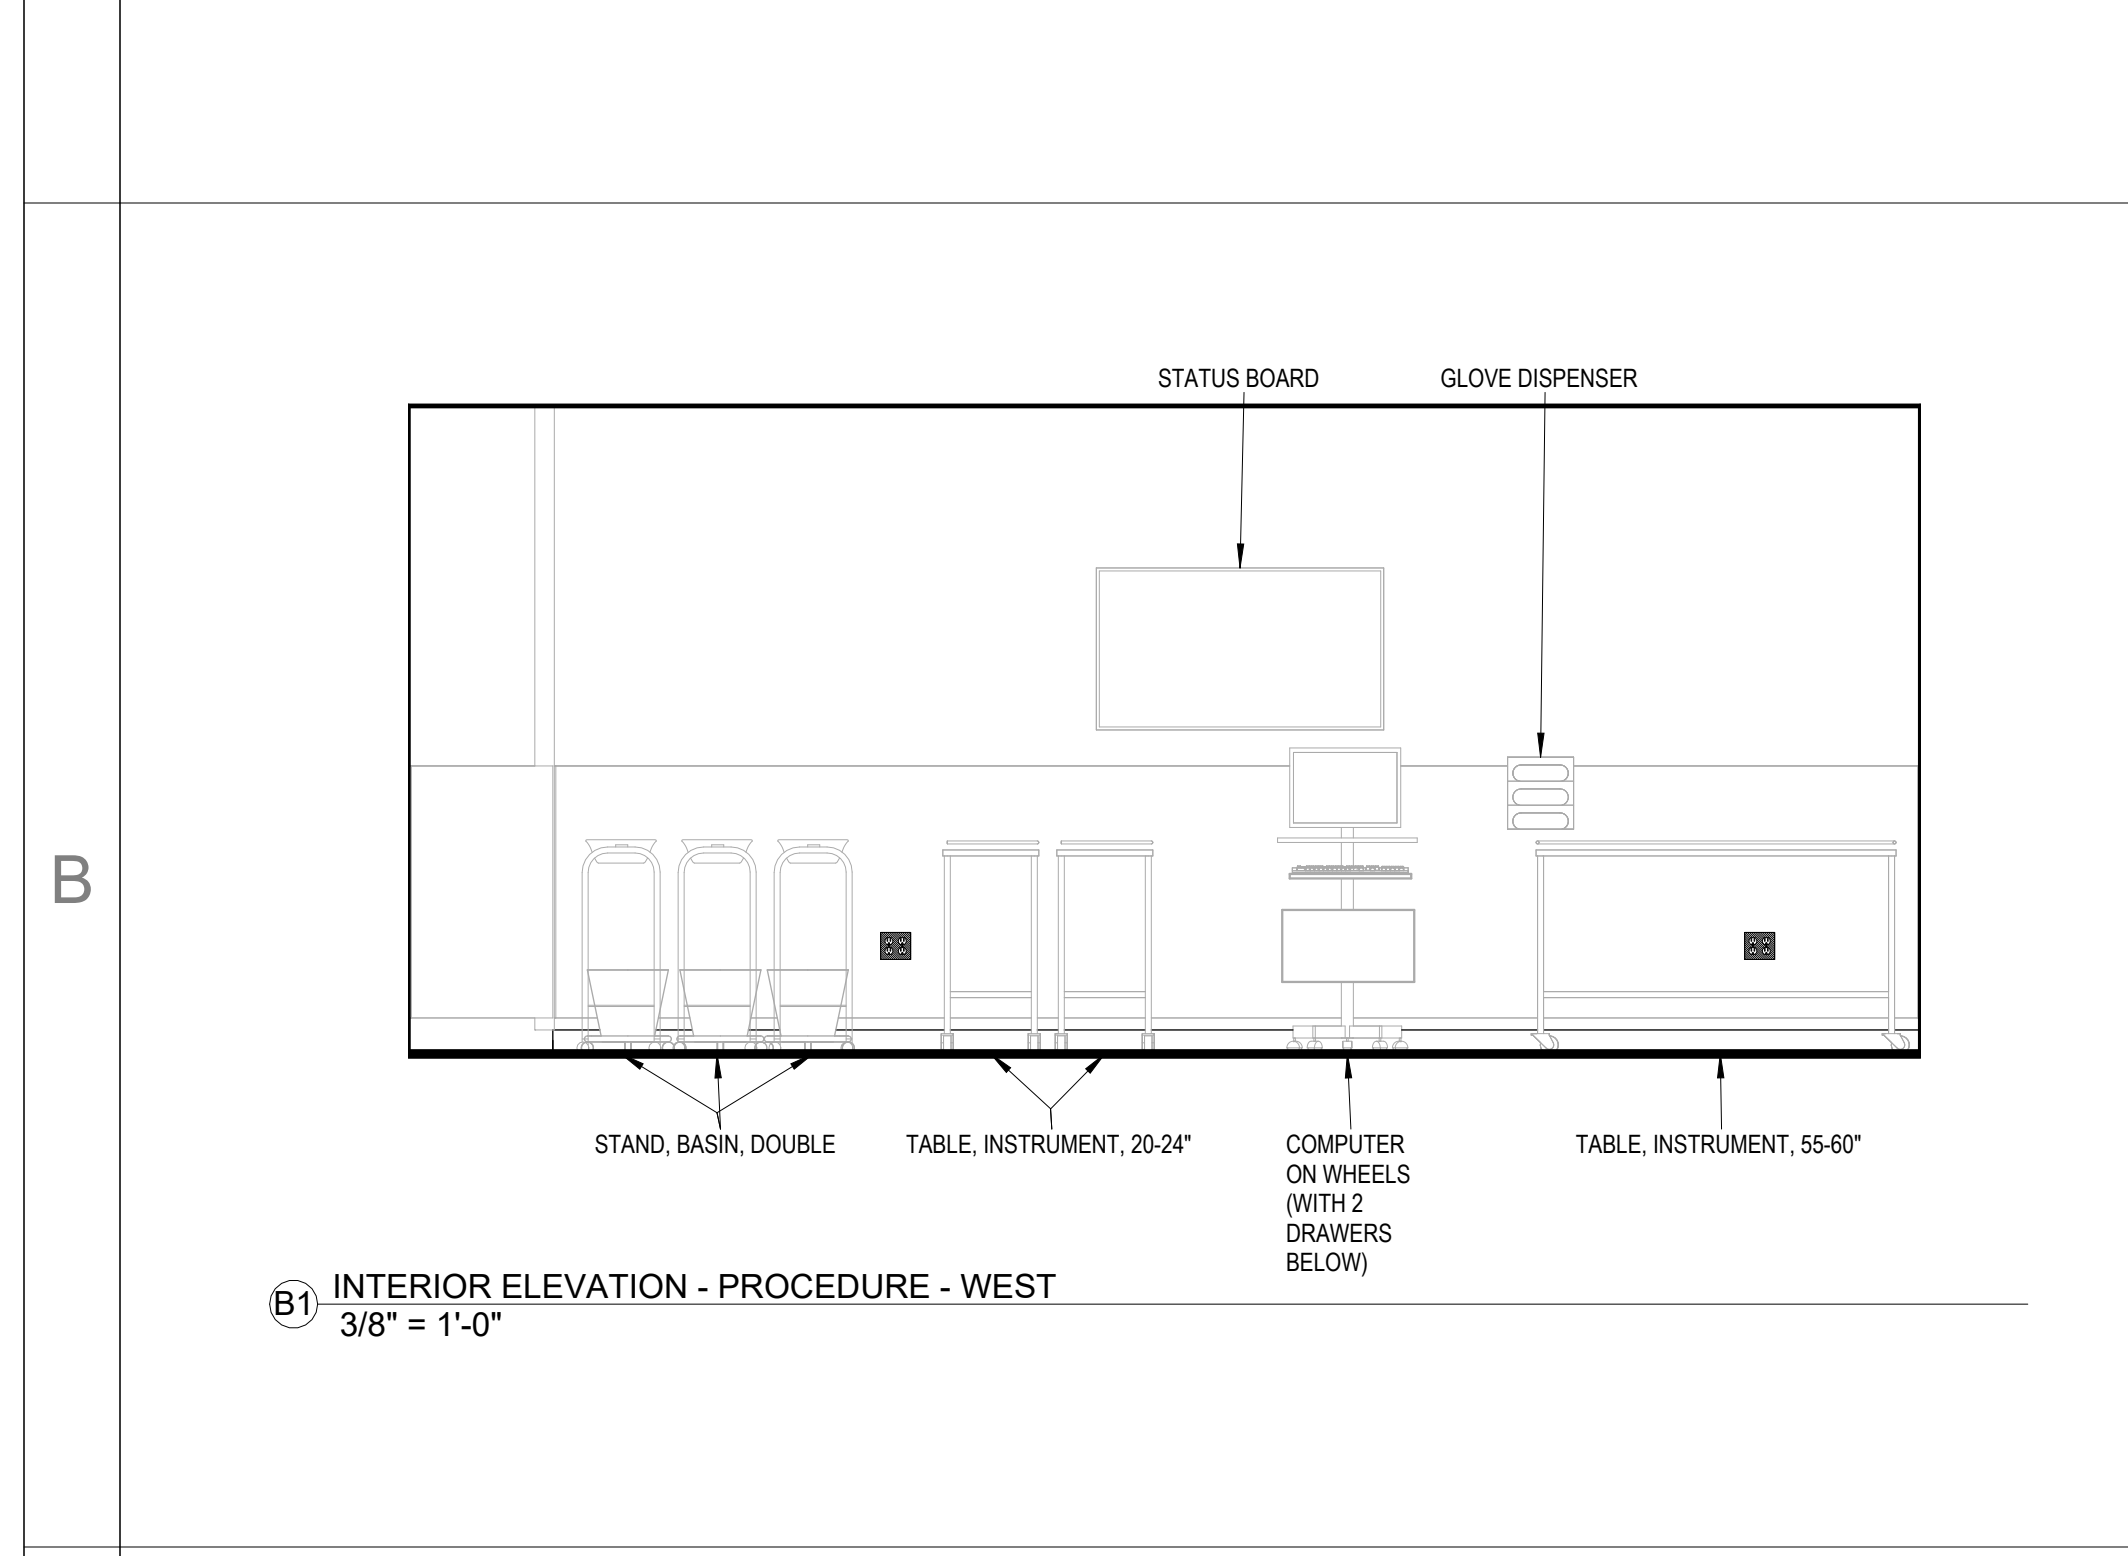 STATUS BOARD
GLOVE DISPENSER
B
STAND, BASIN, DOUBLE
TABLE, INSTRUMENT, 20-24"
COMPUTER
ON WHEELS
(WITH 2
DRAWERS
BELOW)
TABLE, INSTRUMENT, 55-60"
B1
INTERIOR ELEVATION - PROCEDURE - WEST
3/8" = 1'-0"